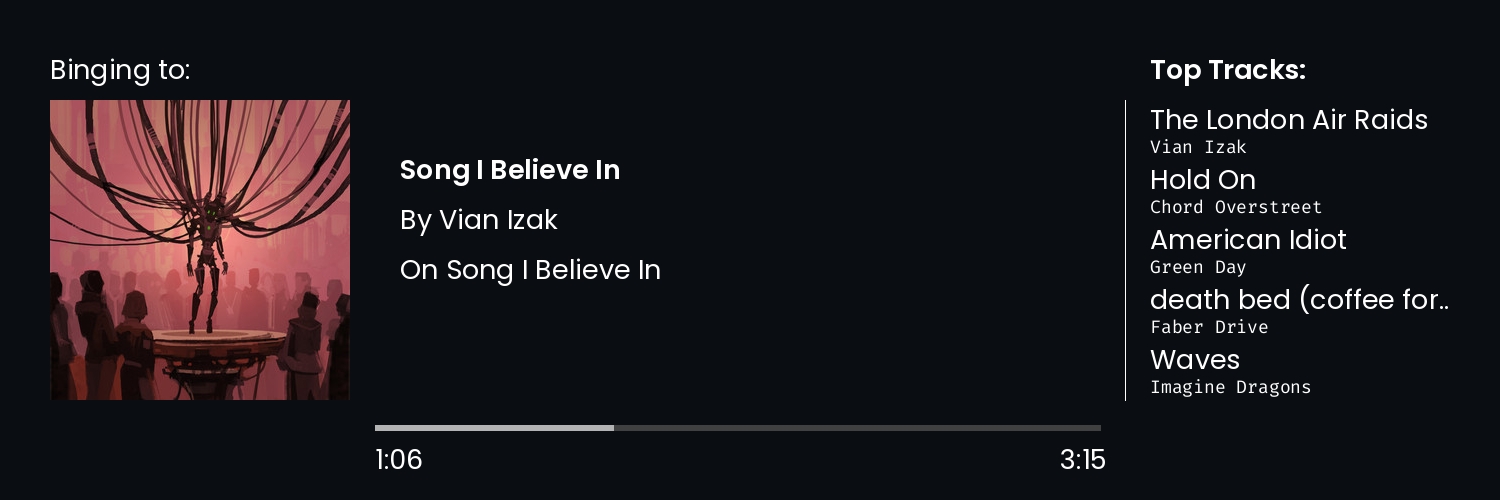 Binging to:
Song I Believe In
By Vian Izak
On Song I Believe In
1:06
3:15
Top Tracks:
The London Air Raids
Vian Izak
Hold On
Chord Overstreet
American Idiot
Green Day
death bed (coffee for..
Faber Drive
Waves
Imagine Dragons